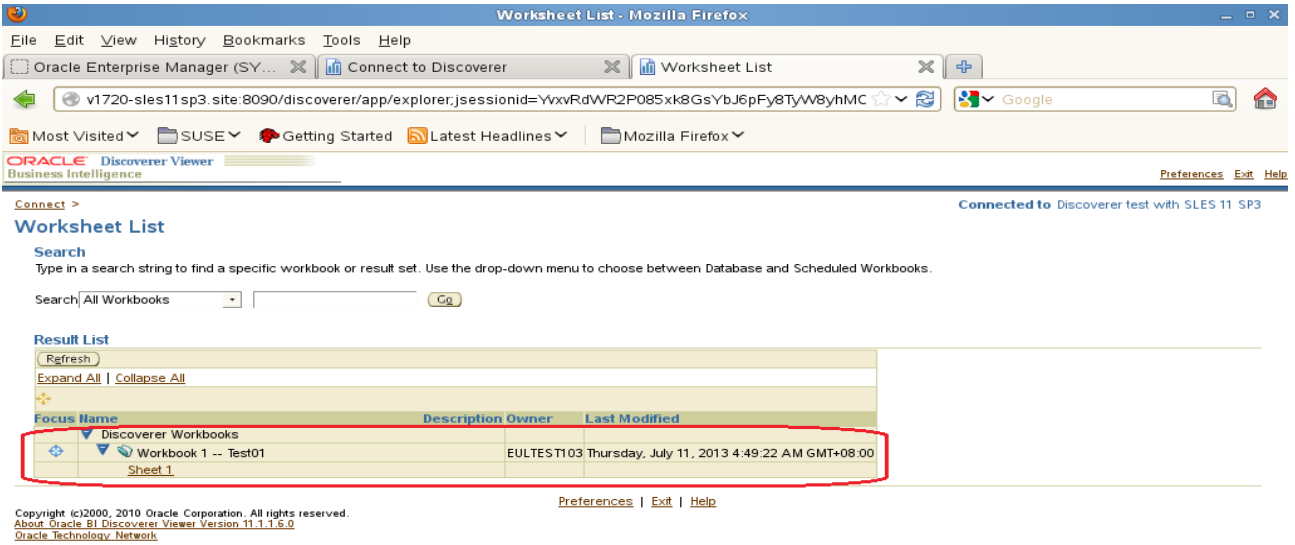 Worksheet List - Mozilla Firefox
File Edit View History Bookmarks Tools Help
Oracle Enterprise Manager (SY... Connect to Discoverer Worksheet List
v1720-sles11sp3.site:8090/discoverer/app/explorer;jsessionid=YvxvRdWR2P085xk8GsYbJ6pFy8TyW8yhMC Google
Most Visited SUSE Getting Started Latest Headlines Mozilla Firefox
ORACLE Discoverer Viewer
Business Intelligence
Preferences Exit Help
Connect >
Connected to Discoverer test with SLES 11 SP3
Worksheet List
Search
Type in a search string to find a specific workbook or result set. Use the drop-down menu to choose between Database and Scheduled Workbooks.
Search All Workbooks Go
Result List
Refresh
Expand All | Collapse All
Focus Name Description Owner Last Modified
Discoverer Workbooks
Workbook 1 -- Test01 EULTEST103 Thursday, July 11, 2013 4:49:22 AM GMT+08:00
Sheet 1
Preferences | Exit | Help
Copyright (c)2000, 2010 Oracle Corporation. All rights reserved.
About Oracle BI Discoverer Viewer Version 11.1.1.6.0
Oracle Technology Network